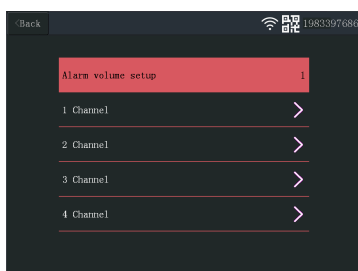 <Back 1983397686
Alarm volume setup 1
1 Channel
2 Channel
3 Channel
4 Channel